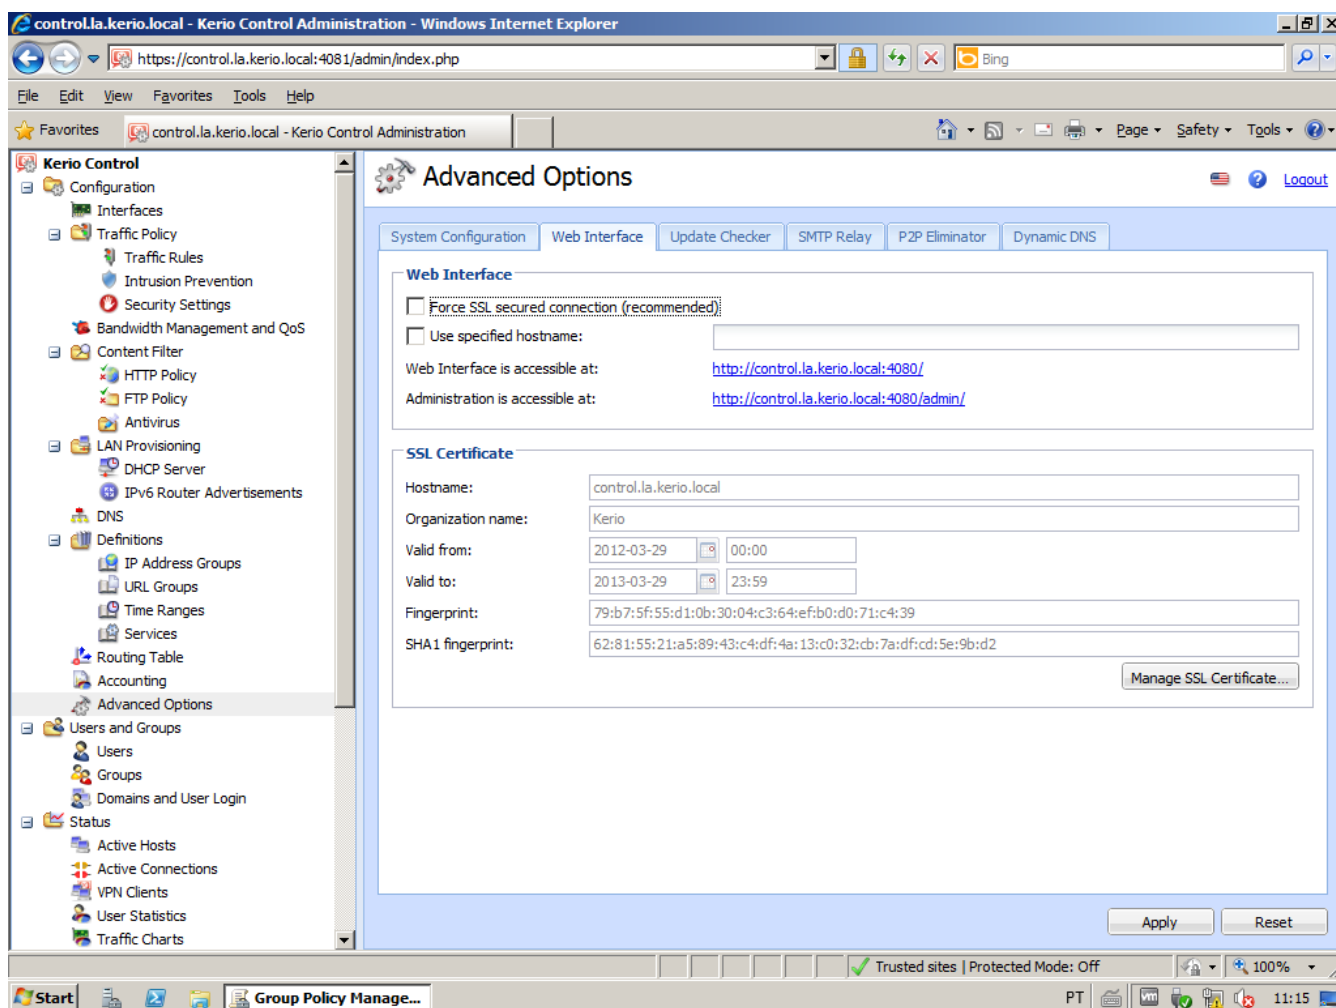 control.la.kerio.local - Kerio Control Administration - Windows Internet Explorer
https://control.la.kerio.local:4081/admin/index.php
Bing
File Edit View Favorites Tools Help
Favorites
control.la.kerio.local - Kerio Control Administration
Page Safety Tools
Kerio Control
Configuration
Interfaces
Traffic Policy
Traffic Rules
Intrusion Prevention
Security Settings
Bandwidth Management and QoS
Content Filter
HTTP Policy
FTP Policy
Antivirus
LAN Provisioning
DHCP Server
IPv6 Router Advertisements
DNS
Definitions
IP Address Groups
URL Groups
Time Ranges
Services
Routing Table
Accounting
Advanced Options
Users and Groups
Users
Groups
Domains and User Login
Status
Active Hosts
Active Connections
VPN Clients
User Statistics
Traffic Charts
Advanced Options
Logout
System Configuration Web Interface Update Checker SMTP Relay P2P Eliminator Dynamic DNS
Web Interface
Force SSL secured connection (recommended)
Use specified hostname:
Web Interface is accessible at: http://control.la.kerio.local:4080/
Administration is accessible at: http://control.la.kerio.local:4080/admin/
SSL Certificate
Hostname: control.la.kerio.local
Organization name: Kerio
Valid from: 2012-03-29 00:00
Valid to: 2013-03-29 23:59
Fingerprint: 79:b7:5f:55:d1:0b:30:04:c3:64:ef:b0:d0:71:c4:39
SHA1 fingerprint: 62:81:55:21:a5:89:43:c4:df:4a:13:c0:32:cb:7a:df:cd:5e:9b:d2
Manage SSL Certificate...
Apply Reset
Trusted sites | Protected Mode: Off 100%
Start Group Policy Manage... PT vm 11:15